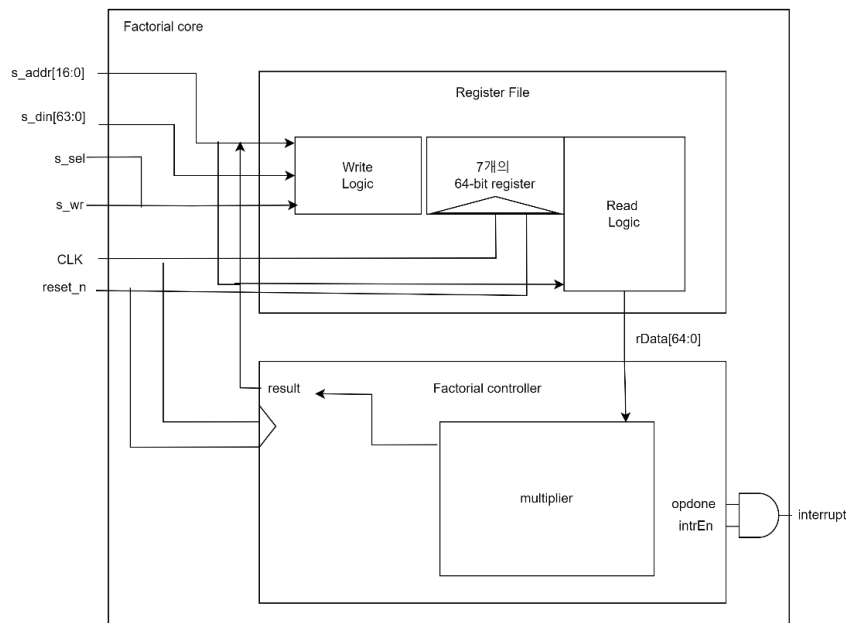 Factorial core
s_addr[16:0]
s_din[63:0]
s_sel
s_wr
CLK
reset_n
Register File
Write
Logic
7개의
64-bit register
Read
Logic
rData[64:0]
result
Factorial controller
multiplier
opdone
intrEn
interrupt